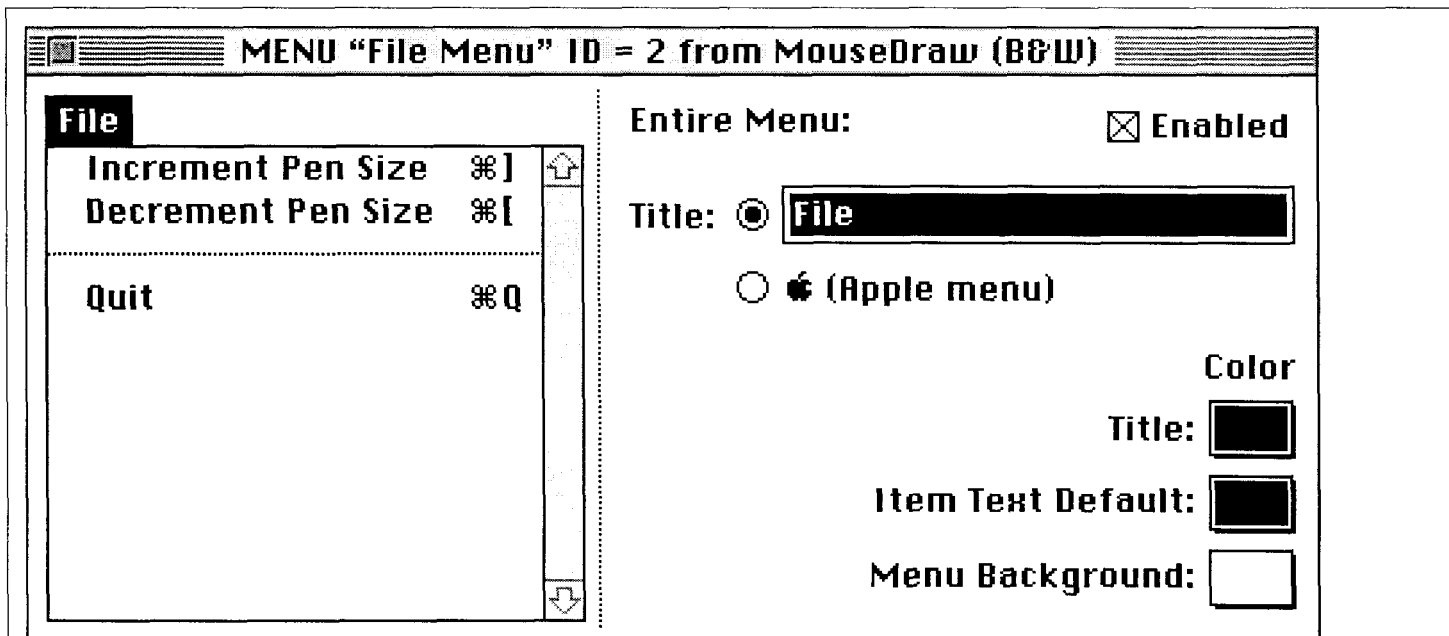 MENU “File Menu” ID = 2 from MouseDraw (B&W)
File
Increment Pen Size ⌘]
Decrement Pen Size ⌘[
Quit ⌘Q
Entire Menu:
Enabled
Title:
File
(Apple menu)
Color
Title:
Item Text Default:
Menu Background: